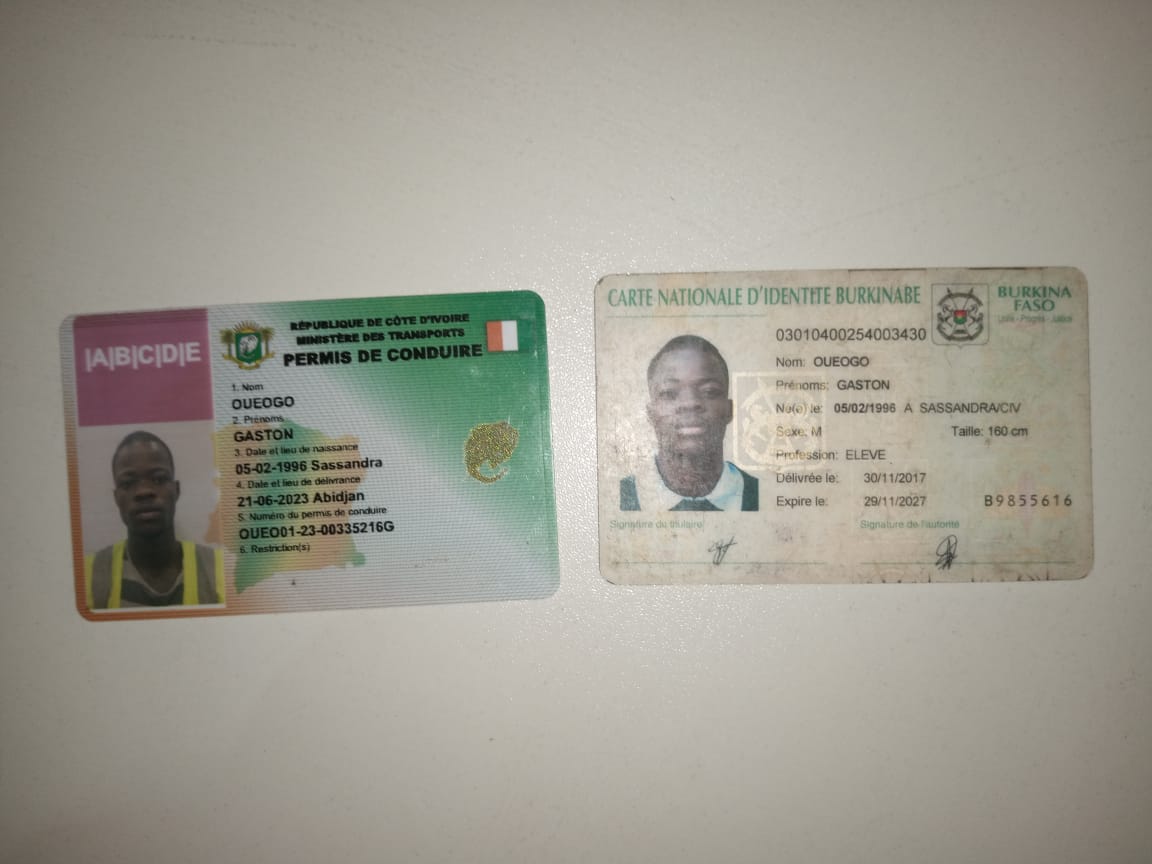 |A|B|C|D|E
RÉPUBLIQUE DE CÔTE D'IVOIRE
MINISTÈRE DES TRANSPORTS
PERMIS DE CONDUIRE
1. Nom
OUEOGO
2. Prénoms
GASTON
3. Date et lieu de naissance
05-02-1996 Sassandra
4. Date et lieu de délivrance
21-06-2023 Abidjan
5. Numéro du permis de conduire
OUEO01-23-00335216G
6. Restriction(s)
CARTE NATIONALE D'IDENTITE BURKINABE
BURKINA
FASO
Unité - Progrès - Justice
03010400254003430
Nom: OUEOGO
Prénoms: GASTON
Né(e) le: 05/02/1996 A SASSANDRA/CIV
Sexe: M Taille: 160 cm
Profession: ELEVE
Délivrée le: 30/11/2017
Expire le: 29/11/2027 B9855616
Signature du titulaire Signature de l'autorité